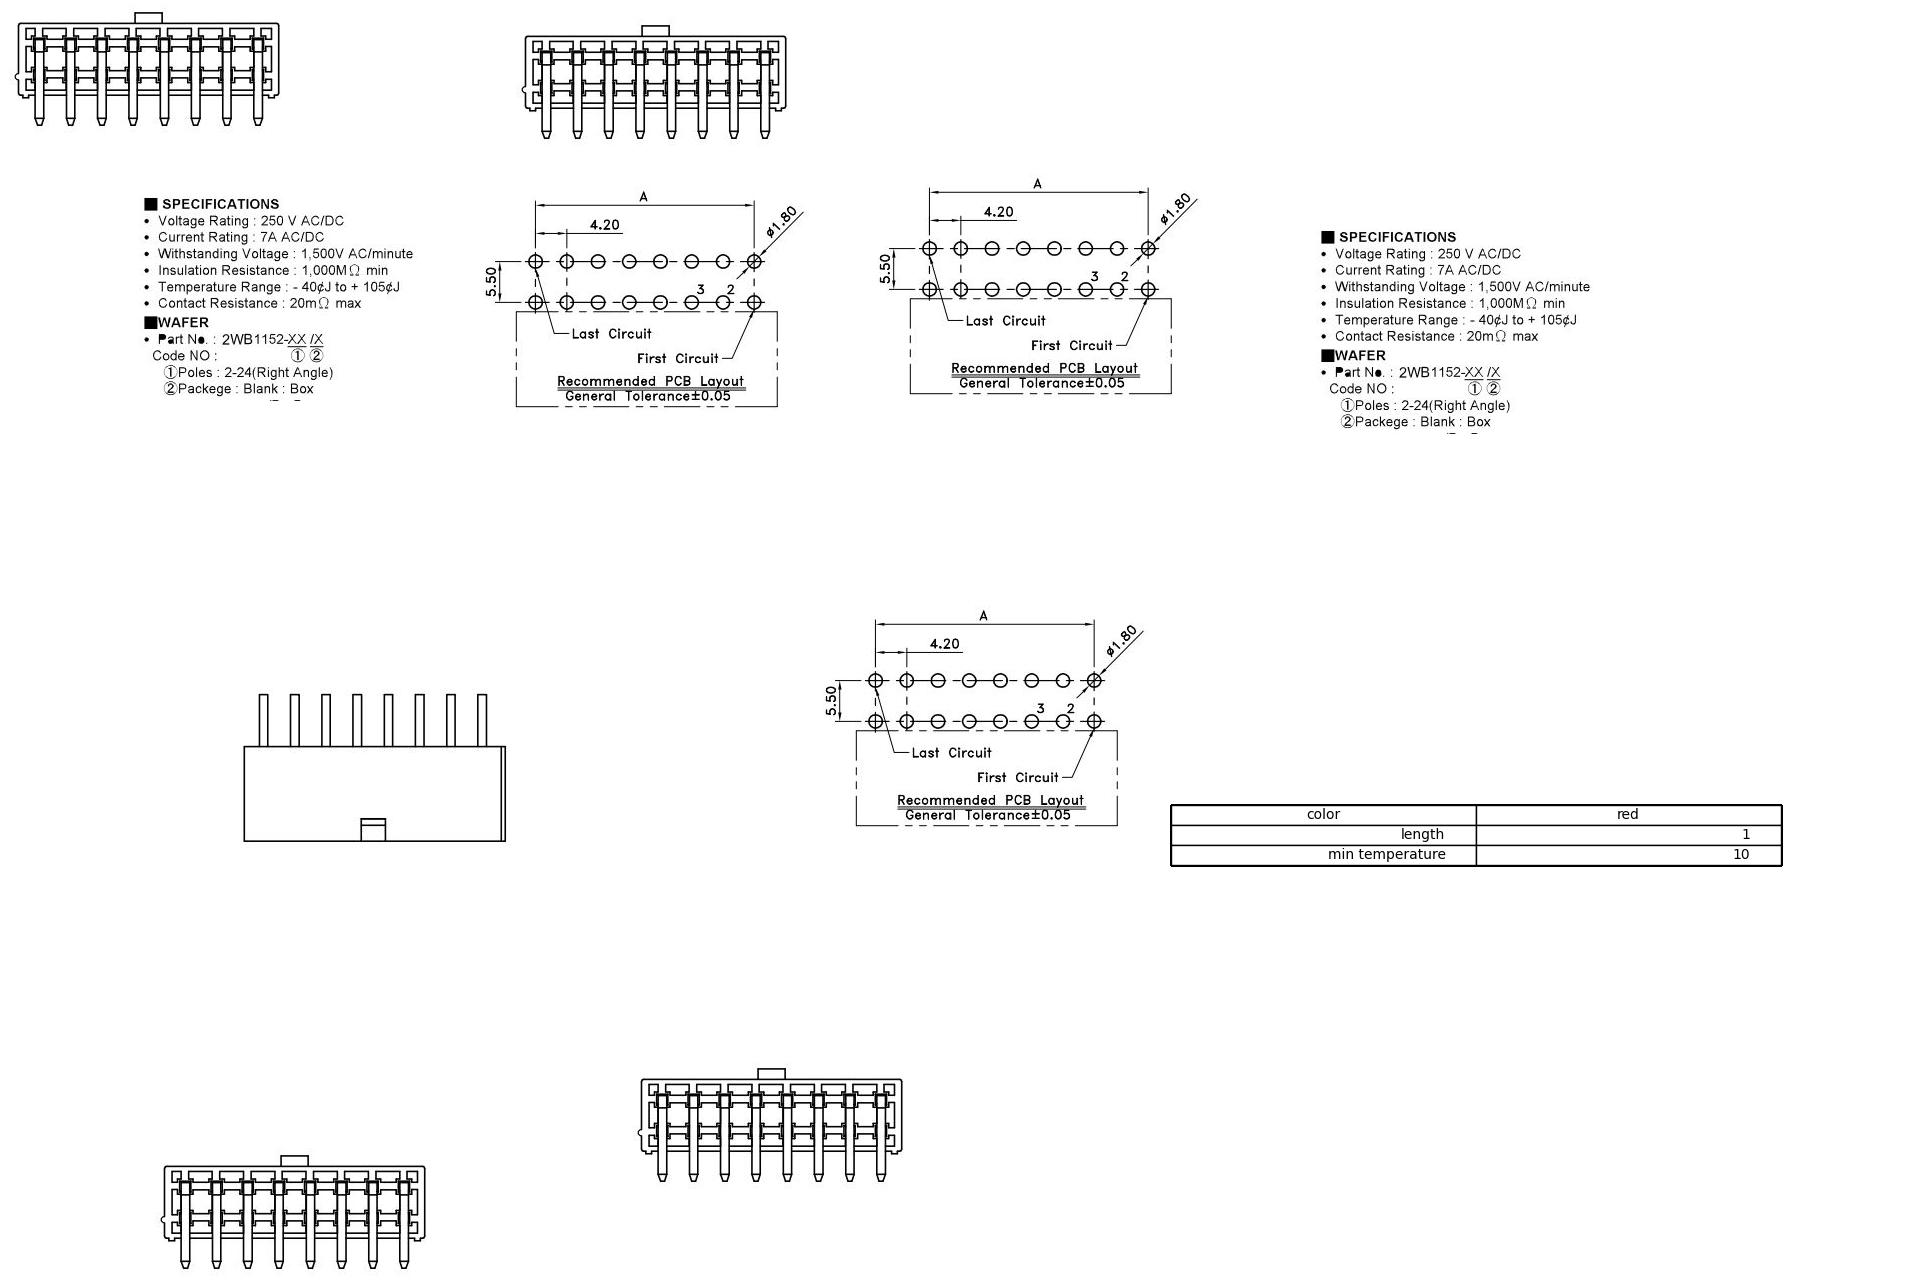 ■ SPECIFICATIONS
• Voltage Rating : 250 V AC/DC
• Current Rating : 7A AC/DC
• Withstanding Voltage : 1,500V AC/minute
• Insulation Resistance : 1,000MΩ min
• Temperature Range : - 40¢J to + 105¢J
• Contact Resistance : 20mΩ max
■WAFER
• Part No. : 2WB1152-XX /X
Code NO : ① ②
①Poles : 2-24(Right Angle)
②Packege : Blank : Box
A
4.20
ø1.80
5.50
3 2
Last Circuit
First Circuit
Recommended PCB Layout
General Tolerance±0.05
A
4.20
ø1.80
5.50
3 2
Last Circuit
First Circuit
Recommended PCB Layout
General Tolerance±0.05
■ SPECIFICATIONS
• Voltage Rating : 250 V AC/DC
• Current Rating : 7A AC/DC
• Withstanding Voltage : 1,500V AC/minute
• Insulation Resistance : 1,000MΩ min
• Temperature Range : - 40¢J to + 105¢J
• Contact Resistance : 20mΩ max
■WAFER
• Part No. : 2WB1152-XX /X
Code NO : ① ②
①Poles : 2-24(Right Angle)
②Packege : Blank : Box
A
4.20
ø1.80
5.50
3 2
Last Circuit
First Circuit
Recommended PCB Layout
General Tolerance±0.05
color red
length 1
min temperature 10